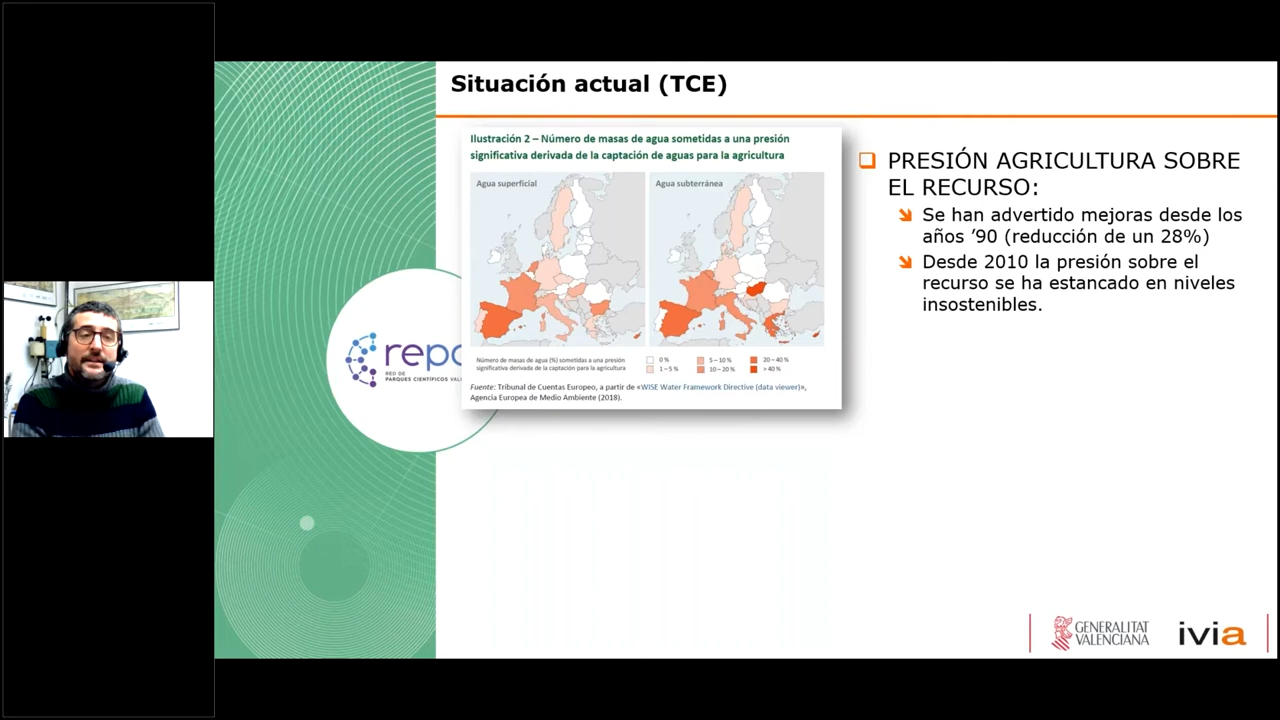 Situación actual (TCE)
Ilustración 2 – Número de masas de agua sometidas a una presión
significativa derivada de la captación de aguas para la agricultura
Agua superficial
Agua subterránea
Número de masas de agua (%) sometidas a una presión
significativa derivada de la captación para la agricultura
0 %
1 – 5 %
5 – 10 %
10 – 20 %
20 – 40 %
> 40 %
Fuente: Tribunal de Cuentas Europeo, a partir de «WISE Water Framework Directive (data viewer)»,
Agencia Europea de Medio Ambiente (2018).
PRESIÓN AGRICULTURA SOBRE
EL RECURSO:
Se han advertido mejoras desde los
años ’90 (reducción de un 28%)
Desde 2010 la presión sobre el
recurso se ha estancado en niveles
insostenibles.
repc
RED DE
PARQUES CIENTÍFICOS VAL
GENERALITAT
VALENCIANA
ivia